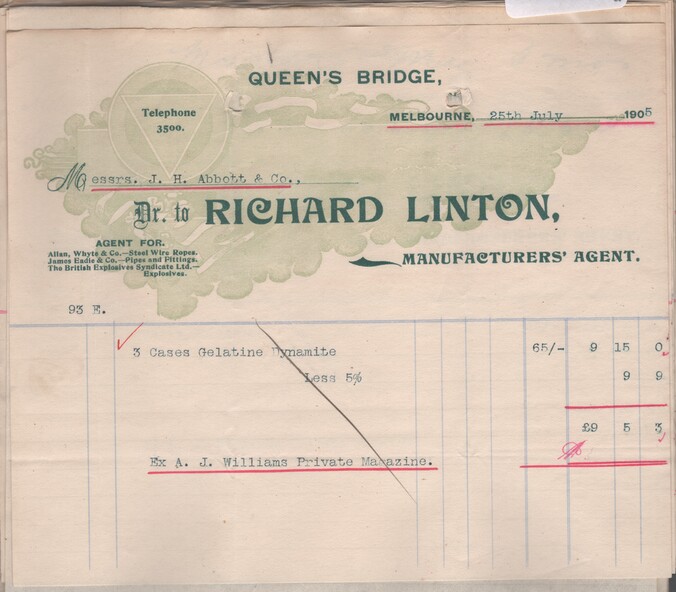 QUEEN'S BRIDGE,
Telephone
3500.
MELBOURNE, 25th July 1905
Messrs. J. H. Abbott & Co.,
Dr. to RICHARD LINTON,
MANUFACTURERS' AGENT.
AGENT FOR.
Allan, Whyte & Co.—Steel Wire Ropes.
James Eadie & Co.—Pipes and Fittings.
The British Explosives Syndicate Ltd.—
Explosives.
93 E.
3 Cases Gelatine Dynamite 65/- 9 15 0
Less 5% 9 9
£9 5 3
Ex A. J. Williams Private Magazine.